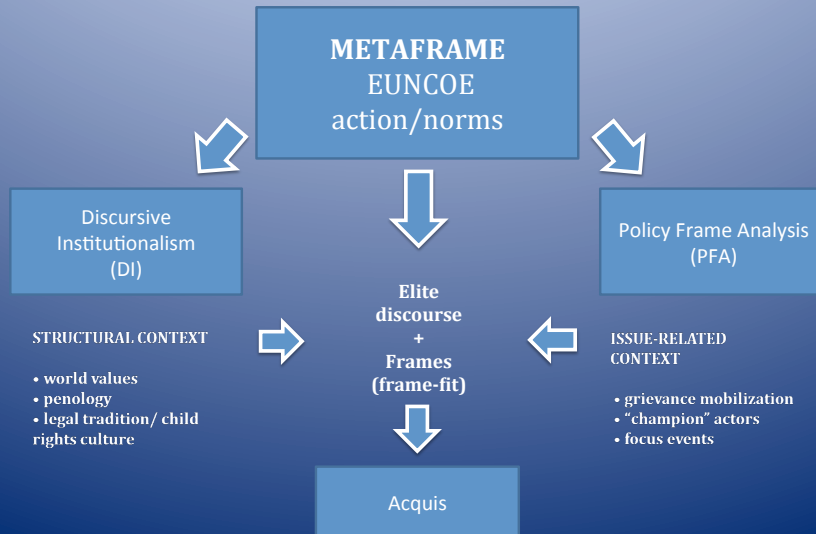 METAFRAME
EUNCOE
action/norms
Discursive
Institutionalism
(DI)
Policy Frame Analysis
(PFA)
STRUCTURAL CONTEXT
• world values
• penology
• legal tradition/ child
rights culture
Elite
discourse
+
Frames
(frame-fit)
ISSUE-RELATED
CONTEXT
• grievance mobilization
• “champion” actors
• focus events
Acquis